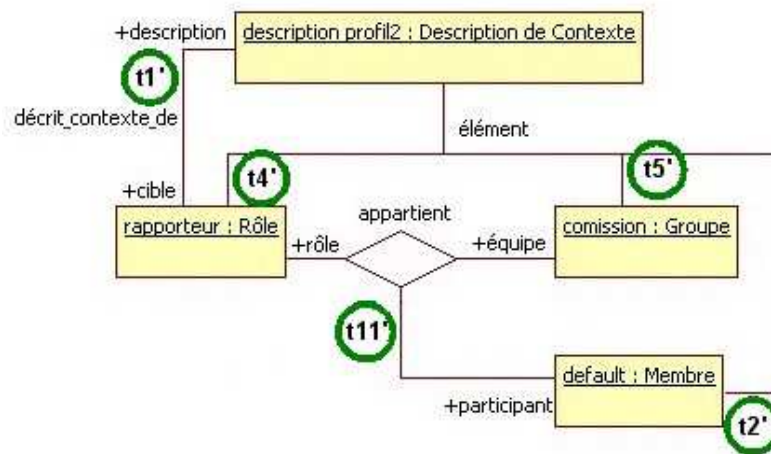 +description
description profil2 : Description de Contexte
t1'
décrit_contexte_de
élément
+cible
t4'
t5'
rapporteur : Rôle
appartient
comission : Groupe
+rôle
+équipe
t11'
default : Membre
+participant
t2'